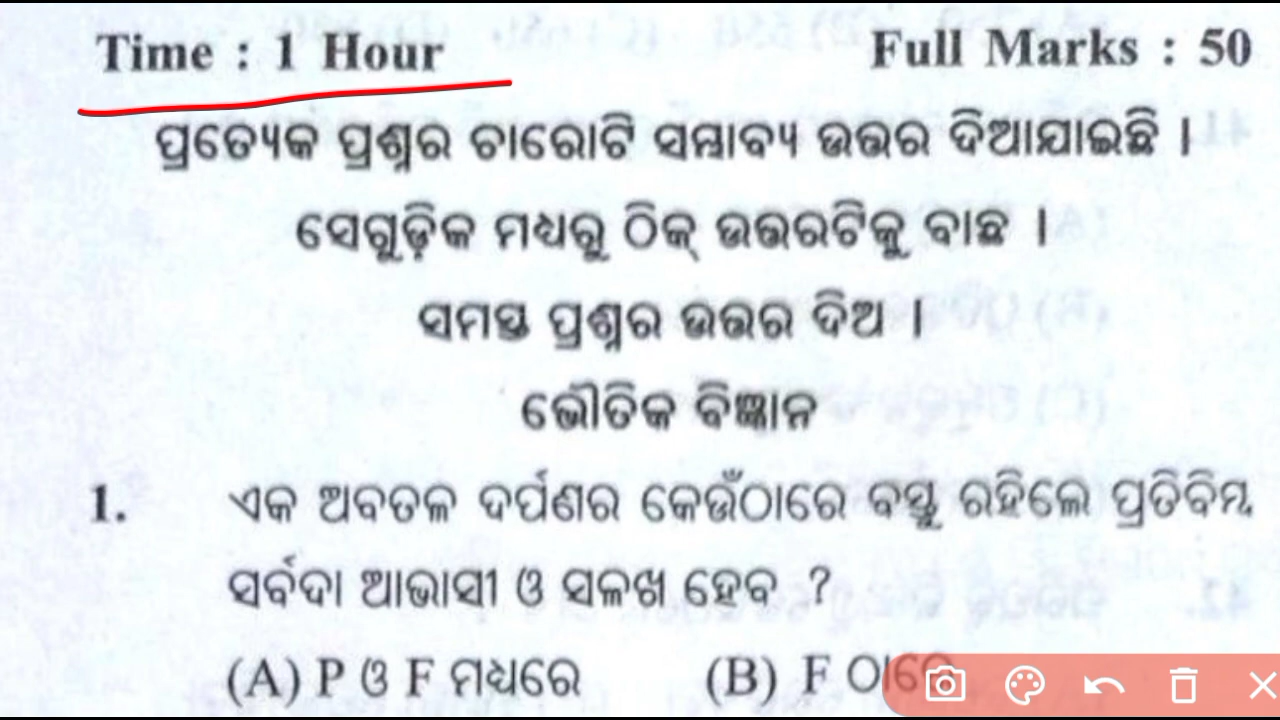 Time : 1 Hour Full Marks : 50
ପ୍ରତ୍ୟେକ ପ୍ରଶ୍ନର ଚାରୋଟି ସମ୍ଭାବ୍ୟ ଉତ୍ତର ଦିଆଯାଇଛି ।
ସେଗୁଡ଼ିକ ମଧ୍ୟରୁ ଠିକ୍ ଉତ୍ତରଟିକୁ ବାଛ ।
ସମସ୍ତ ପ୍ରଶ୍ନର ଉତ୍ତର ଦିଅ ।
ଭୌତିକ ବିଜ୍ଞାନ
1. ଏକ ଅବତଳ ଦର୍ପଣର କେଉଁଠାରେ ବସ୍ତୁ ରହିଲେ ପ୍ରତିବିମ୍ବ
ସର୍ବଦା ଆଭାସୀ ଓ ସଳଖ ହେବ ?
(A) P ଓ F ମଧ୍ୟରେ (B) F ଠାରେ